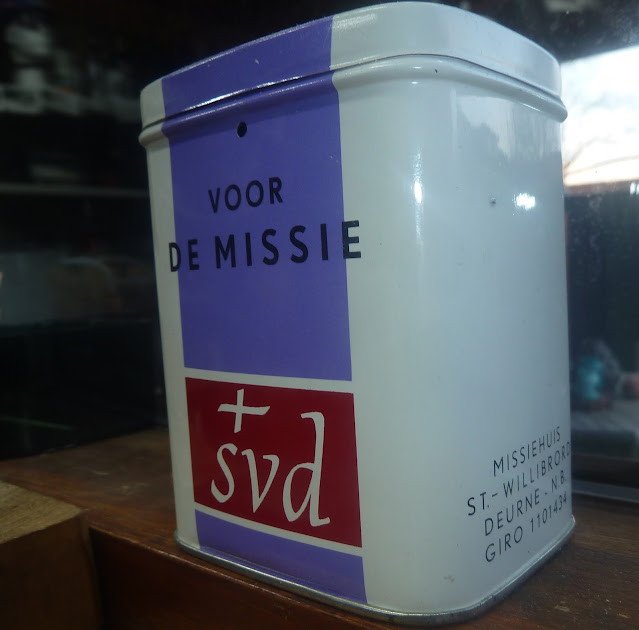 VOOR
DE MISSIE
+
svd
MISSIEHUIS
ST.-WILLIBRORD
DEURNE - N.B.
GIRO 1101434